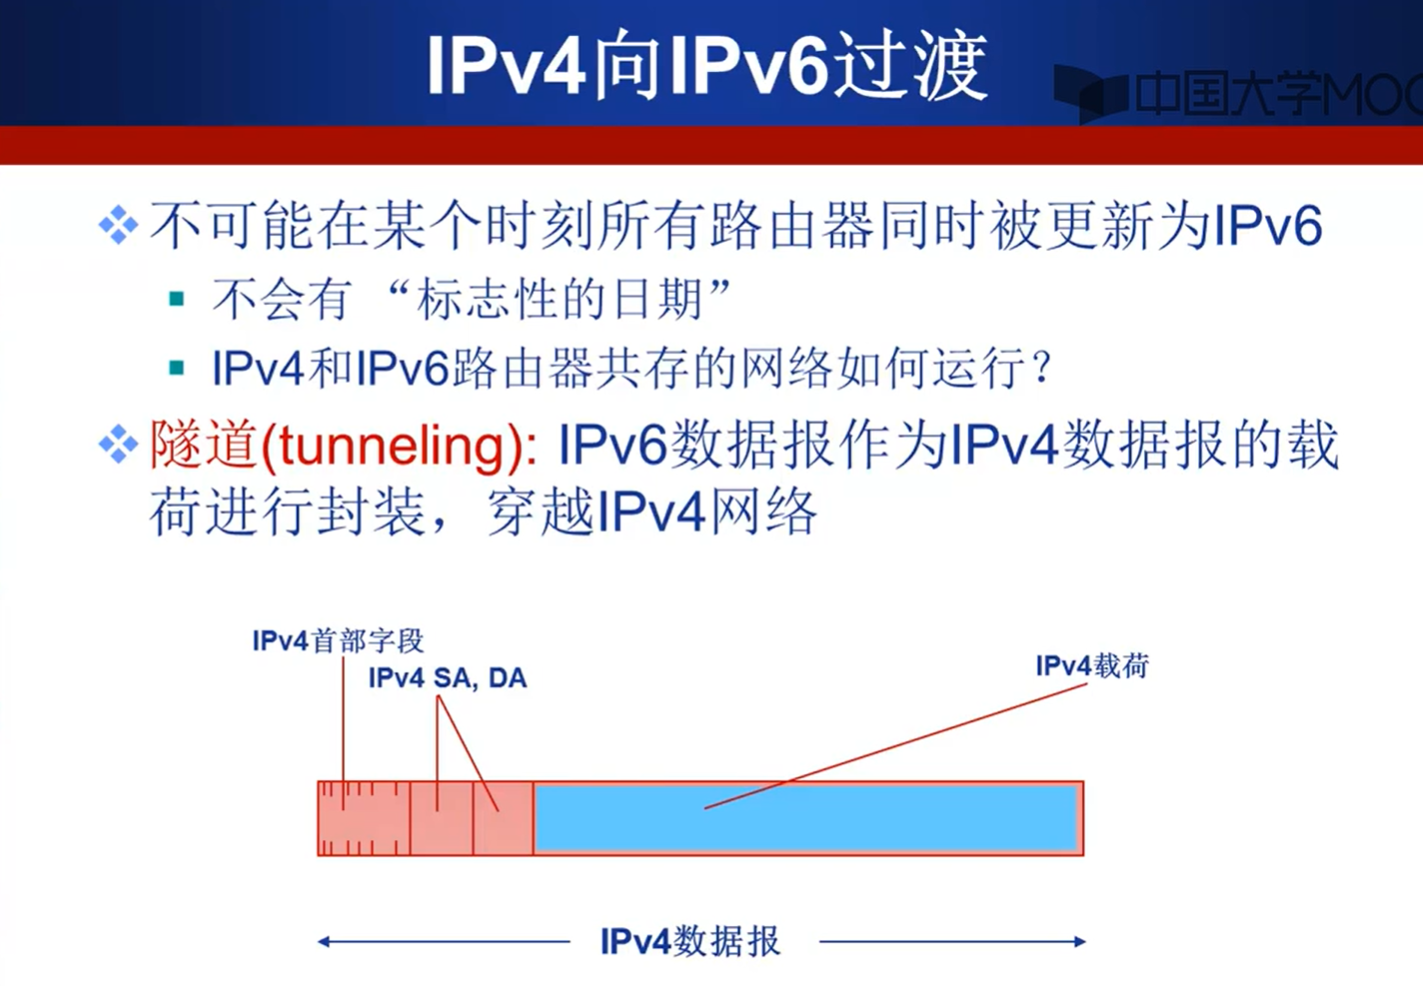 IPv4向IPv6过渡
中国大学MOO
不可能在某个时刻所有路由器同时被更新为IPv6
不会有 “标志性的日期”
IPv4和IPv6路由器共存的网络如何运行？
隧道(tunneling): IPv6数据报作为IPv4数据报的载
荷进行封装，穿越IPv4网络
IPv4首部字段
IPv4 SA, DA
IPv4载荷
IPv4数据报